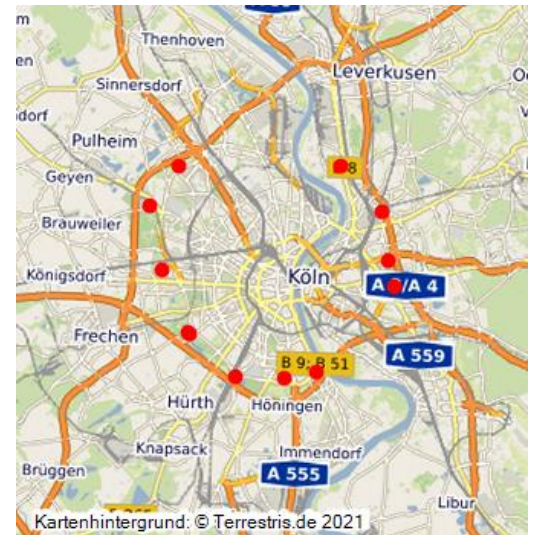 Thenhoven
Leverkusen
Sinnersdorf
Pulheim
Geyen
Brauweiler
Königsdorf
Köln
Frechen
A 559
B 9; B 51
Hürth
Höningen
Knapsack
Immendorf
Brüggen
A 555
Libur
Kartenhintergrund: © Terrestris.de 2021